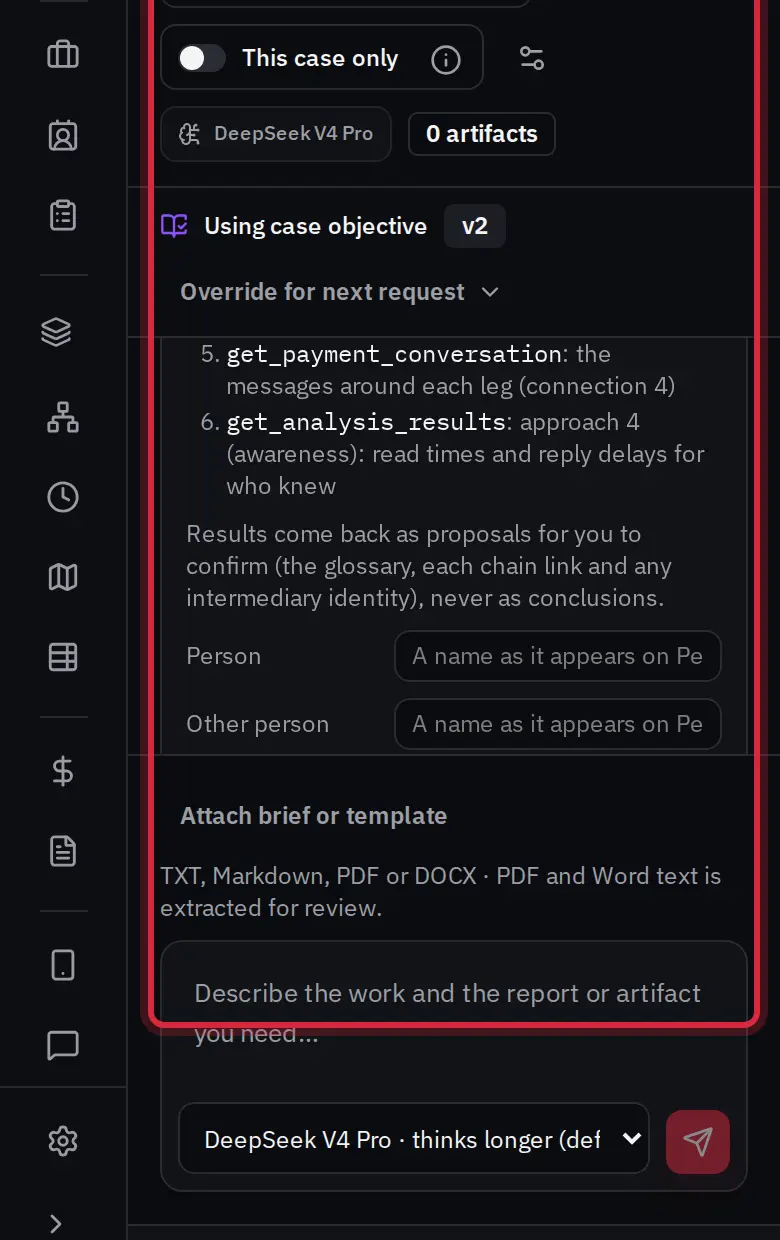 This case only
DeepSeek V4 Pro
0 artifacts
Using case objective
v2
Override for next request
5. get_payment_conversation: the
messages around each leg (connection 4)
6. get_analysis_results: approach 4
(awareness): read times and reply delays for
who knew
Results come back as proposals for you to
confirm (the glossary, each chain link and any
intermediary identity), never as conclusions.
Person
A name as it appears on Pe
Other person
A name as it appears on Pe
Attach brief or template
TXT, Markdown, PDF or DOCX · PDF and Word text is
extracted for review.
Describe the work and the report or artifact
you need...
DeepSeek V4 Pro · thinks longer (def